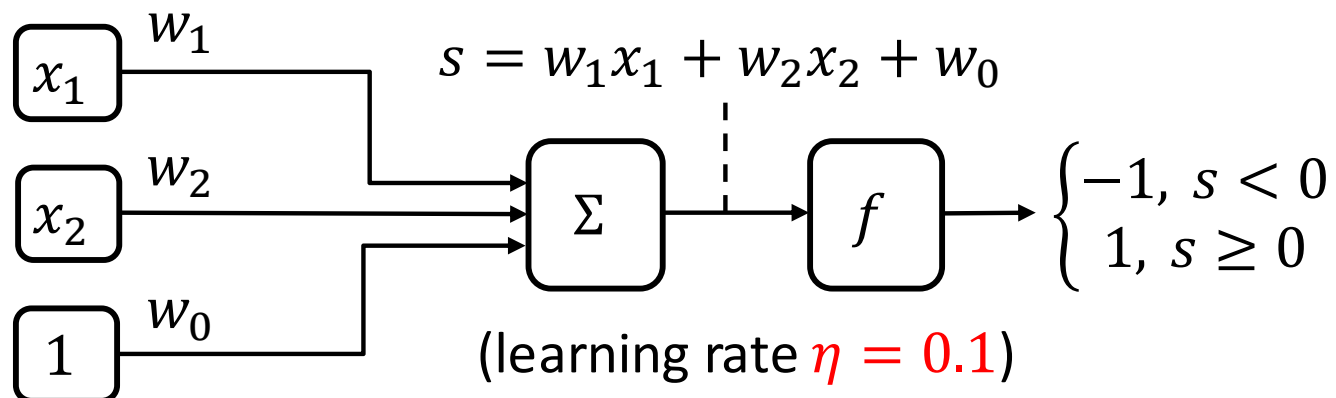 w₁
x₁
s = w₁x₁ + w₂x₂ + w₀
w₂
x₂
Σ
f
−1, s < 0
1, s ≥ 0
w₀
1
(learning rate η = 0.1)